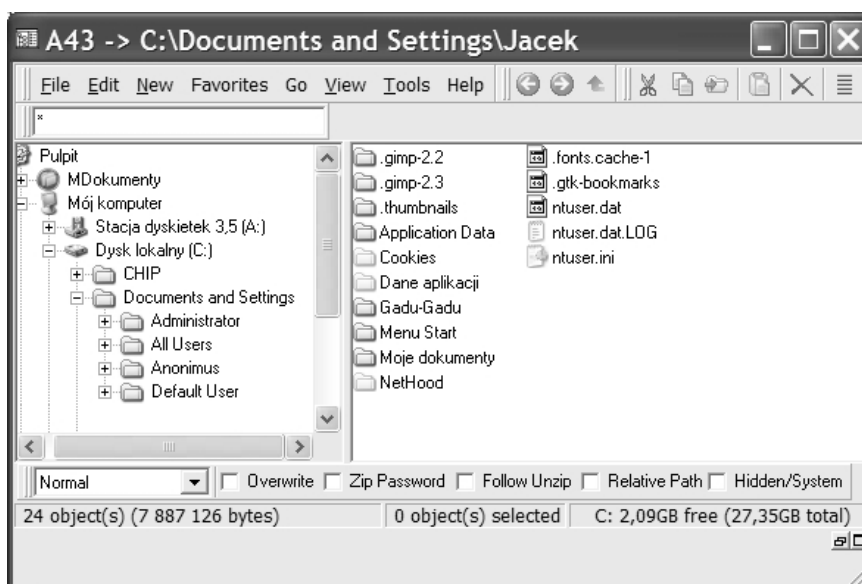 A43 -> C:\Documents and Settings\Jacek
File Edit New Favorites Go View Tools Help
*
Pulpit
MDokumenty
Mój komputer
Stacja dyskietek 3,5 (A:)
Dysk lokalny (C:)
CHIP
Documents and Settings
Administrator
All Users
Anonimus
Default User
.gimp-2.2
.gimp-2.3
.thumbnails
Application Data
Cookies
Dane aplikacji
Gadu-Gadu
Menu Start
Moje dokumenty
NetHood
.fonts.cache-1
.gtk-bookmarks
ntuser.dat
ntuser.dat.LOG
ntuser.ini
Normal Overwrite Zip Password Follow Unzip Relative Path Hidden/System
24 object(s) (7 887 126 bytes) 0 object(s) selected C: 2,09GB free (27,35GB total)